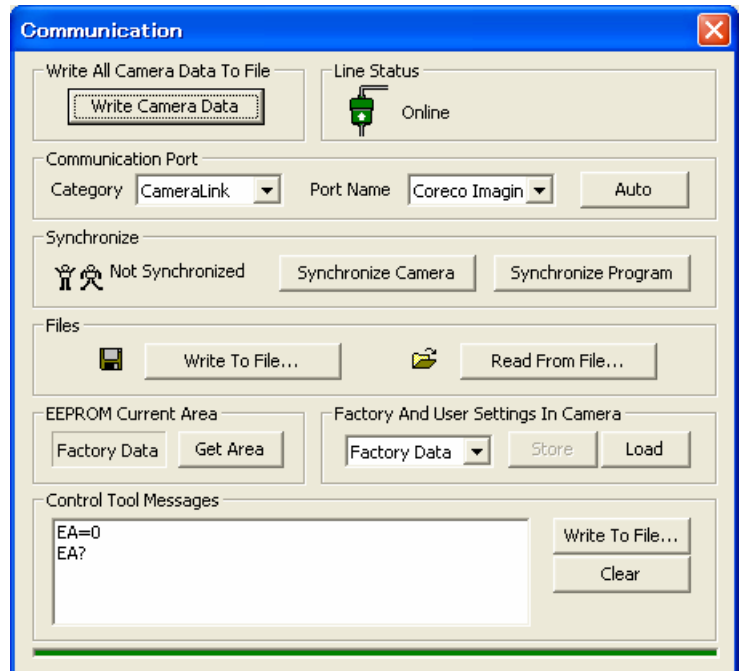 Communication
Write All Camera Data To File
Write Camera Data
Line Status
Online
Communication Port
Category CameraLink Port Name Coreco Imagin Auto
Synchronize
Not Synchronized Synchronize Camera Synchronize Program
Files
Write To File... Read From File...
EEPROM Current Area
Factory Data Get Area
Factory And User Settings In Camera
Factory Data Store Load
Control Tool Messages
EA=0
EA?
Write To File...
Clear